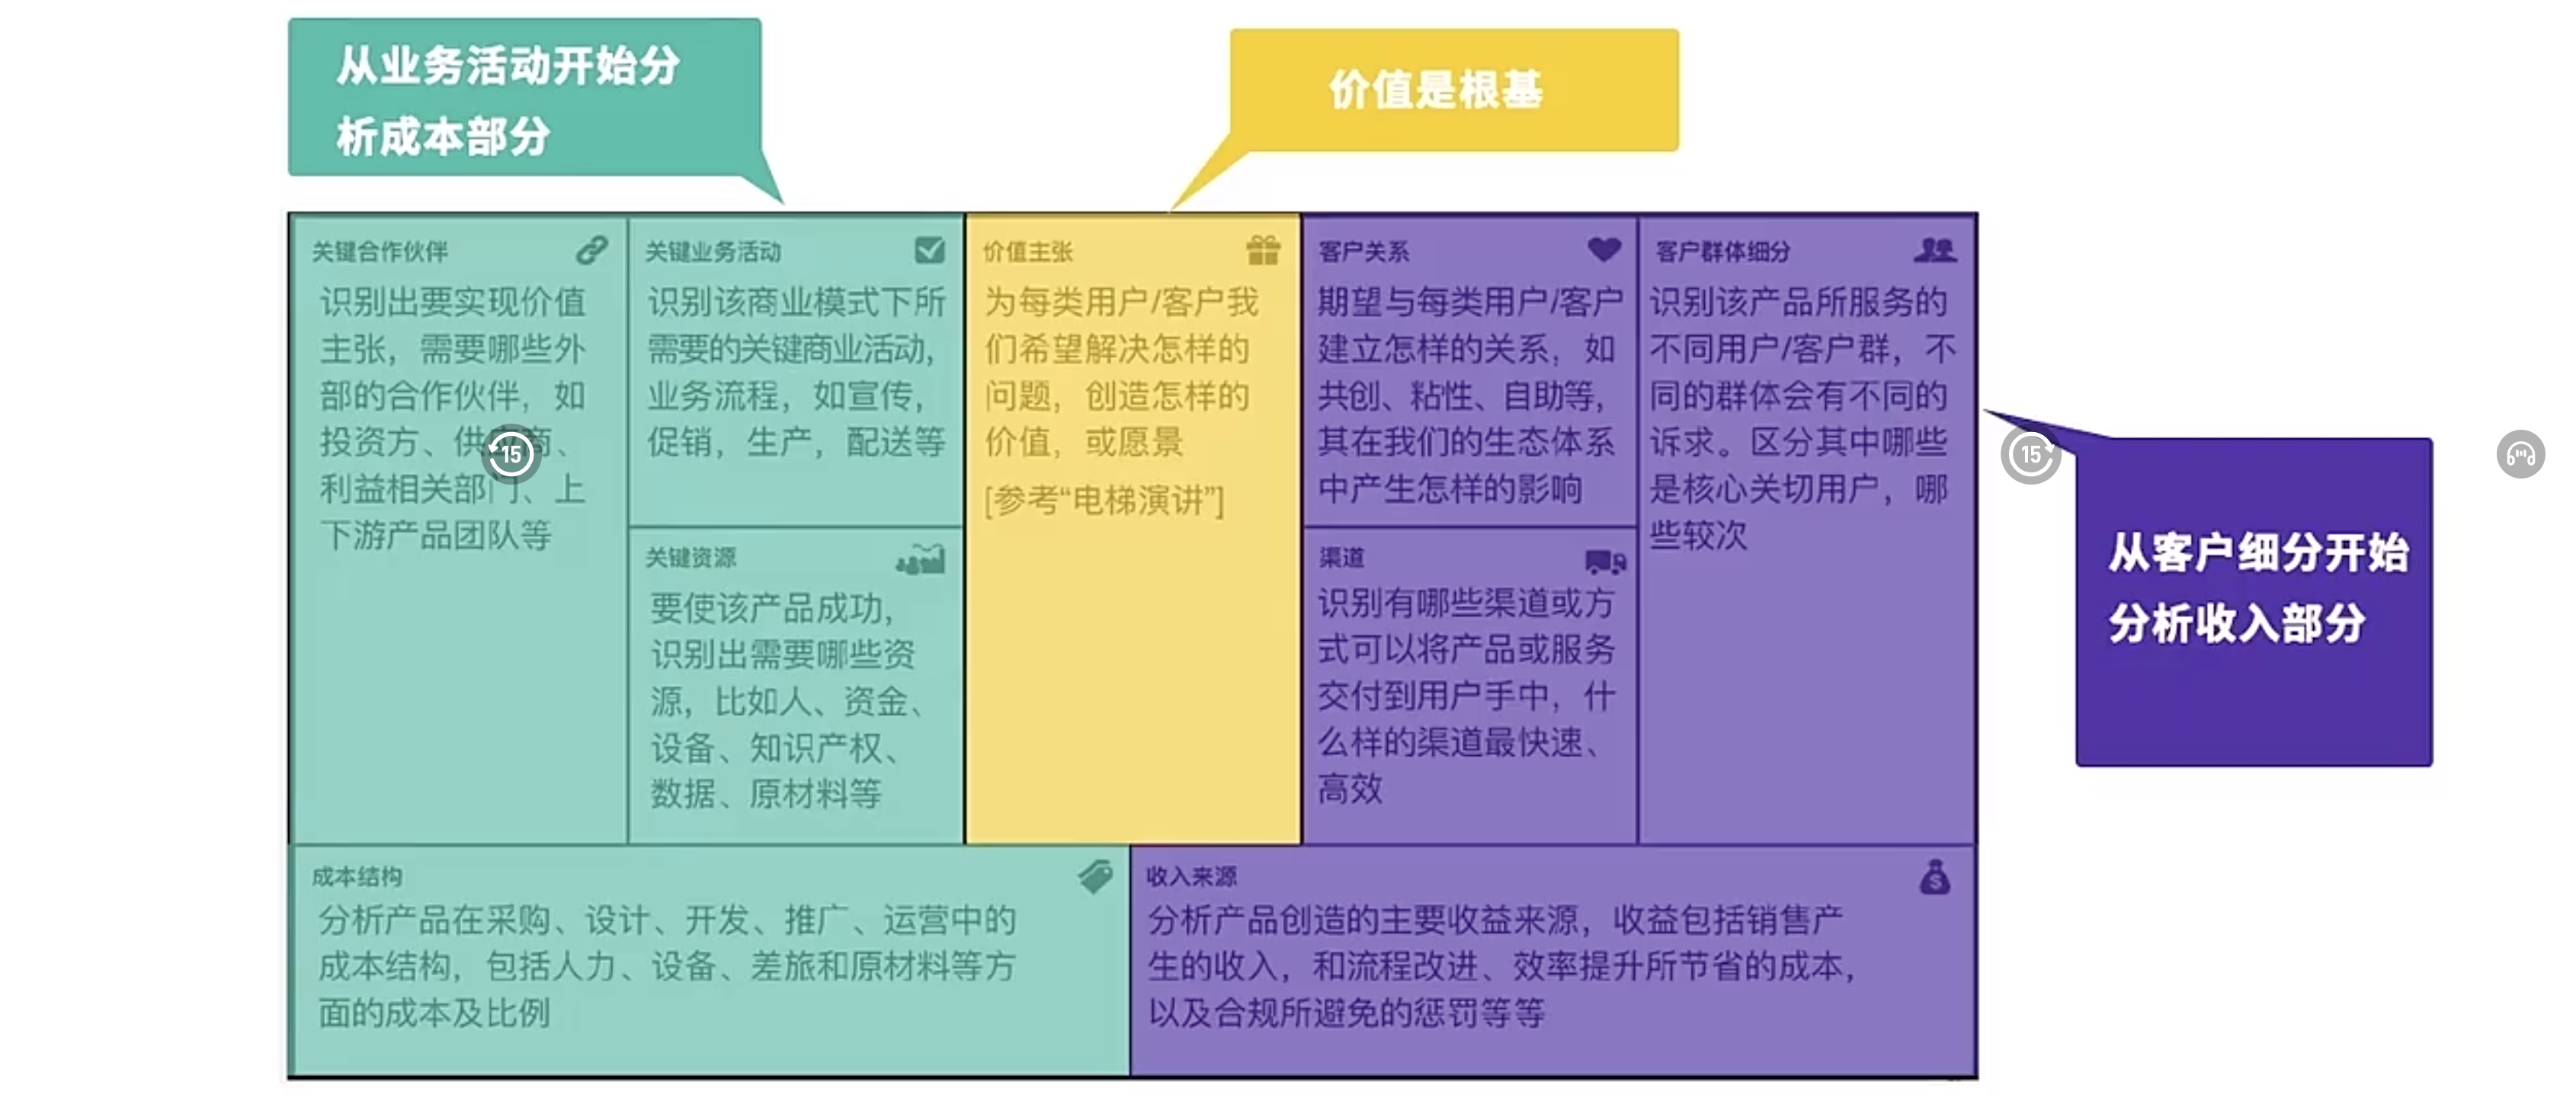 从业务活动开始分
析成本部分
价值是根基
关键合作伙伴
识别出要实现价值
主张，需要哪些外
部的合作伙伴，如
投资方、供应商、
利益相关部门、上
下游产品团队等
关键业务活动
识别该商业模式下所
需要的关键商业活动，
业务流程，如宣传，
促销，生产，配送等
关键资源
要使该产品成功，
识别出需要哪些资
源，比如人、资金、
设备、知识产权、
数据、原材料等
价值主张
为每类用户/客户我
们希望解决怎样的
问题，创造怎样的
价值，或愿景
[参考“电梯演讲”]
客户关系
期望与每类用户/客户
建立怎样的关系，如
共创、粘性、自助等，
其在我们的生态体系
中产生怎样的影响
渠道
识别有哪些渠道或方
式可以将产品或服务
交付到用户手中，什
么样的渠道最快速、
高效
客户群体细分
识别该产品所服务的
不同用户/客户群，不
同的群体会有不同的
诉求。区分其中哪些
是核心关切用户，哪
些较次
从客户细分开始
分析收入部分
成本结构
分析产品在采购、设计、开发、推广、运营中的
成本结构，包括人力、设备、差旅和原材料等方
面的成本及比例
收入来源
分析产品创造的主要收益来源，收益包括销售产
生的收入，和流程改进、效率提升所节省的成本，
以及合规所避免的惩罚等等
15
15